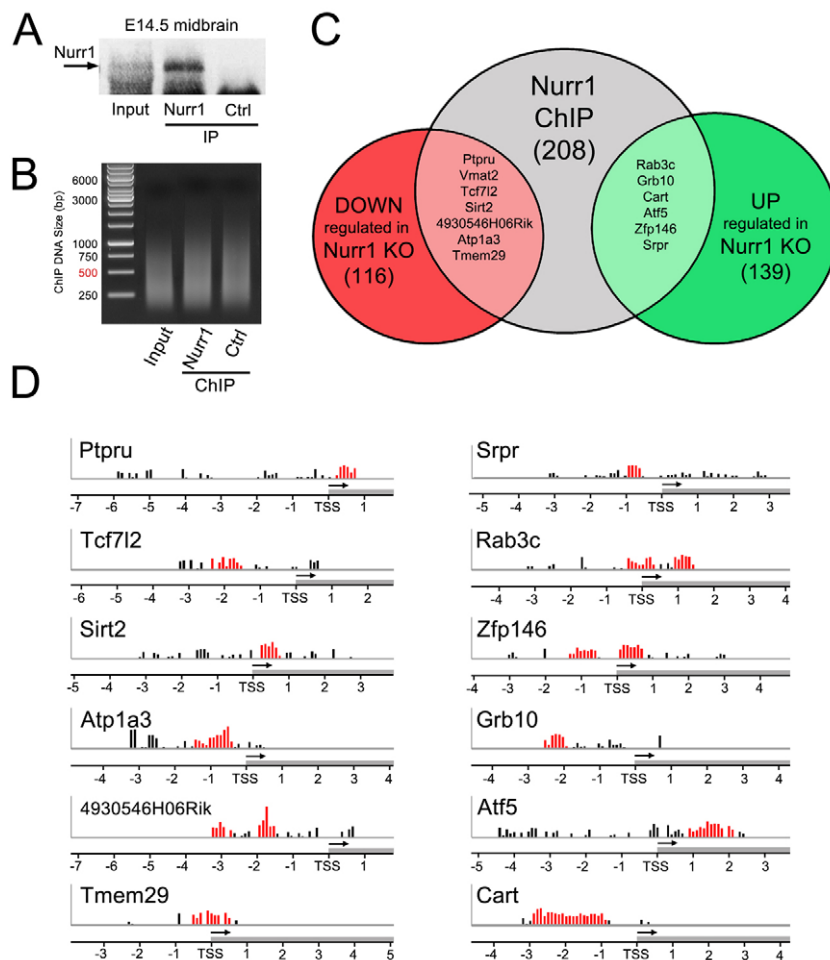 A
E14.5 midbrain
Nurr1
Input Nurr1 Ctrl
IP
B
ChIP DNA Size (bp)
6000
3000
1000
750
500
250
Input Nurr1 Ctrl
ChIP
C
Nurr1
ChIP
(208)
DOWN
regulated in
Nurr1 KO
(116)
Ptpru
Vmat2
Tcf7l2
Sirt2
4930546H06Rik
Atp1a3
Tmem29
Rab3c
Grb10
Cart
Atf5
Zfp146
Srpr
UP
regulated in
Nurr1 KO
(139)
D
Ptpru
-7 -6 -5 -4 -3 -2 -1 TSS 1
Tcf7l2
-6 -5 -4 -3 -2 -1 TSS 1 2
Sirt2
-5 -4 -3 -2 -1 TSS 1 2 3
Atp1a3
-4 -3 -2 -1 TSS 1 2 3 4
4930546H06Rik
-7 -6 -5 -4 -3 -2 -1 TSS 1
Tmem29
-3 -2 -1 TSS 1 2 3 4 5
Srpr
-5 -4 -3 -2 -1 TSS 1 2 3
Rab3c
-4 -3 -2 -1 TSS 1 2 3 4
Zfp146
-4 -3 -2 -1 TSS 1 2 3 4
Grb10
-4 -3 -2 -1 TSS 1 2 3 4
Atf5
-5 -4 -3 -2 -1 TSS 1 2 3
Cart
-4 -3 -2 -1 TSS 1 2 3 4